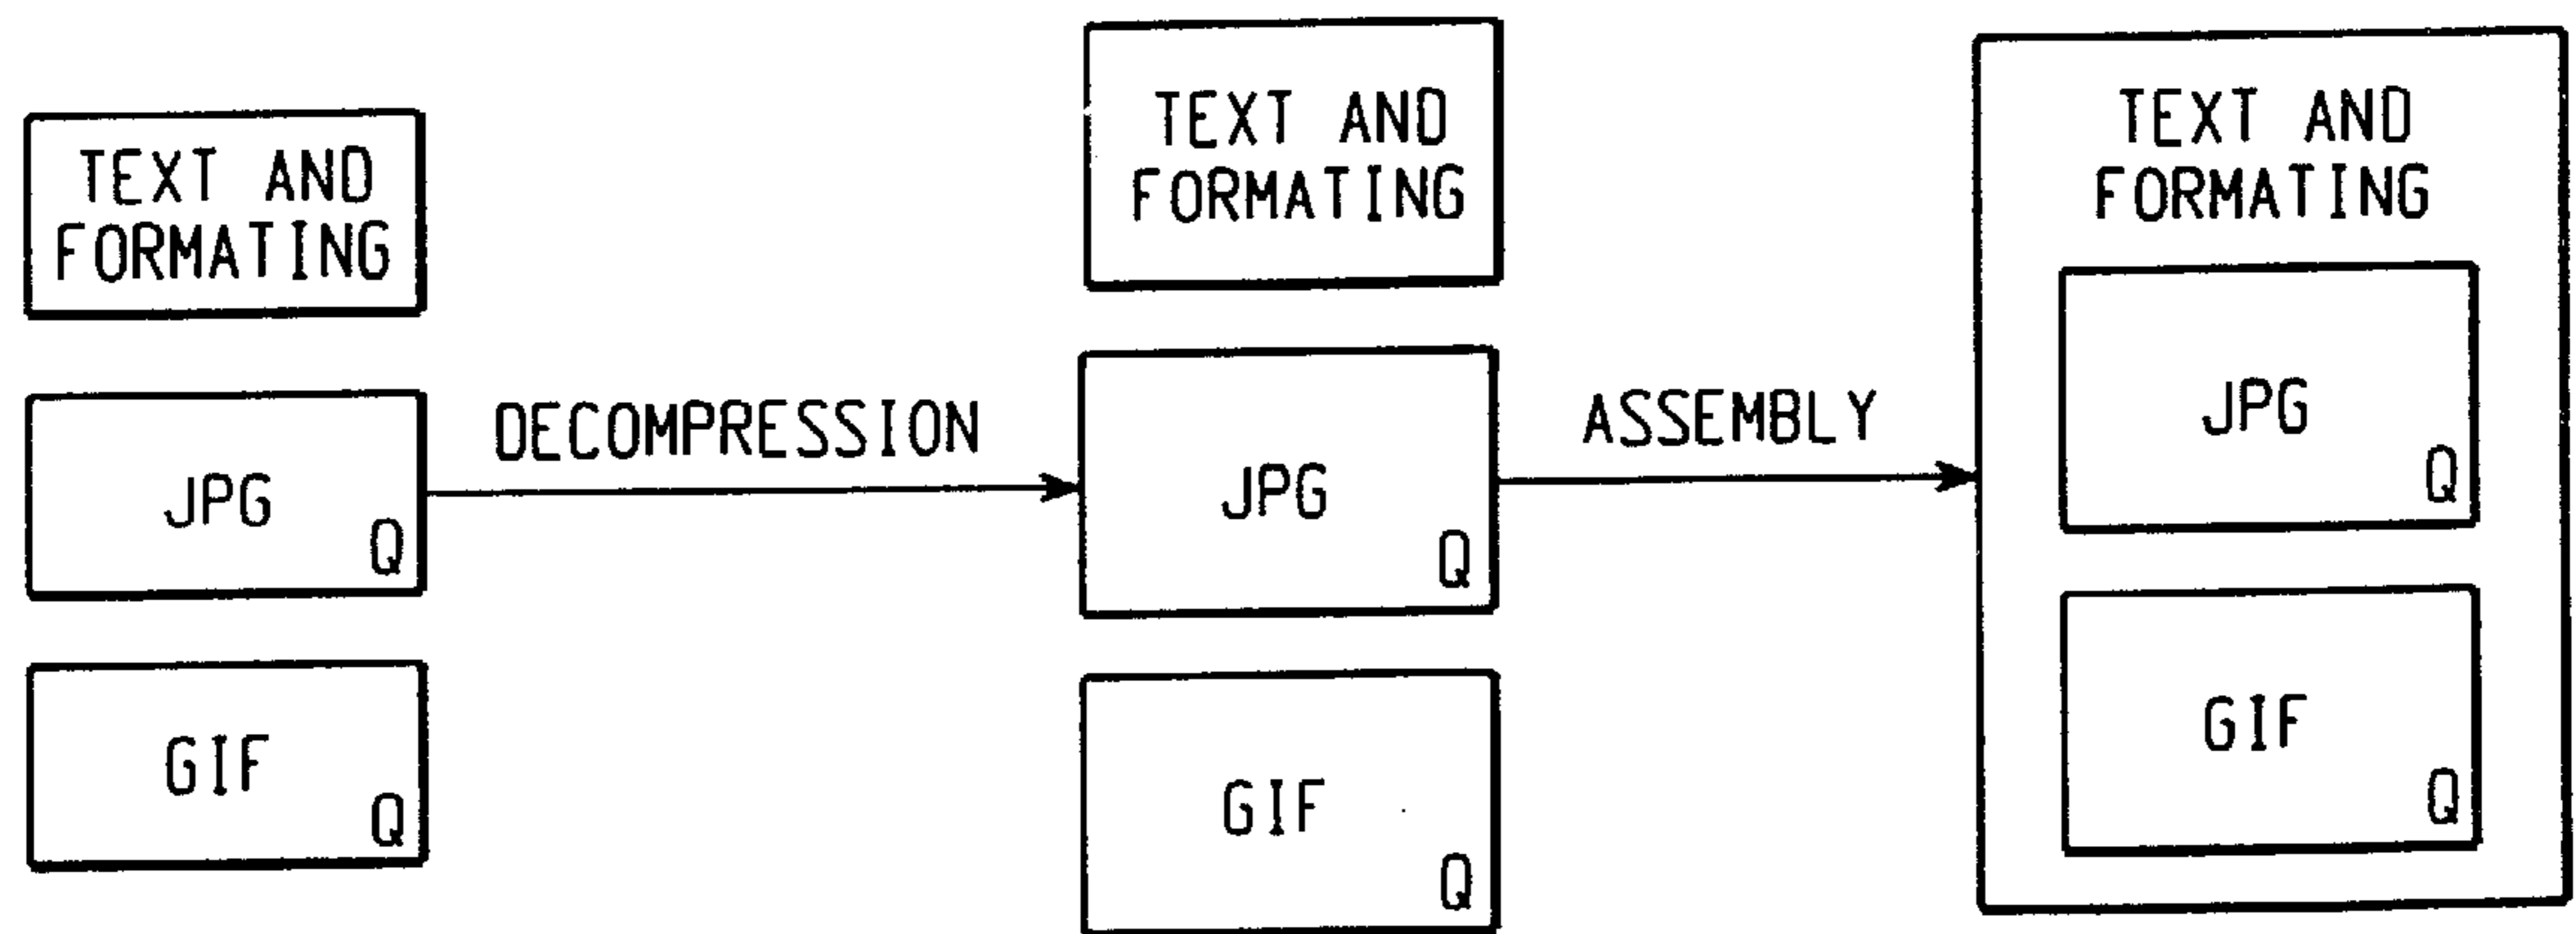 TEXT AND
FORMATING
JPG
Q
GIF
Q
DECOMPRESSION
TEXT AND
FORMATING
JPG
Q
GIF
Q
ASSEMBLY
TEXT AND
FORMATING
JPG
Q
GIF
Q